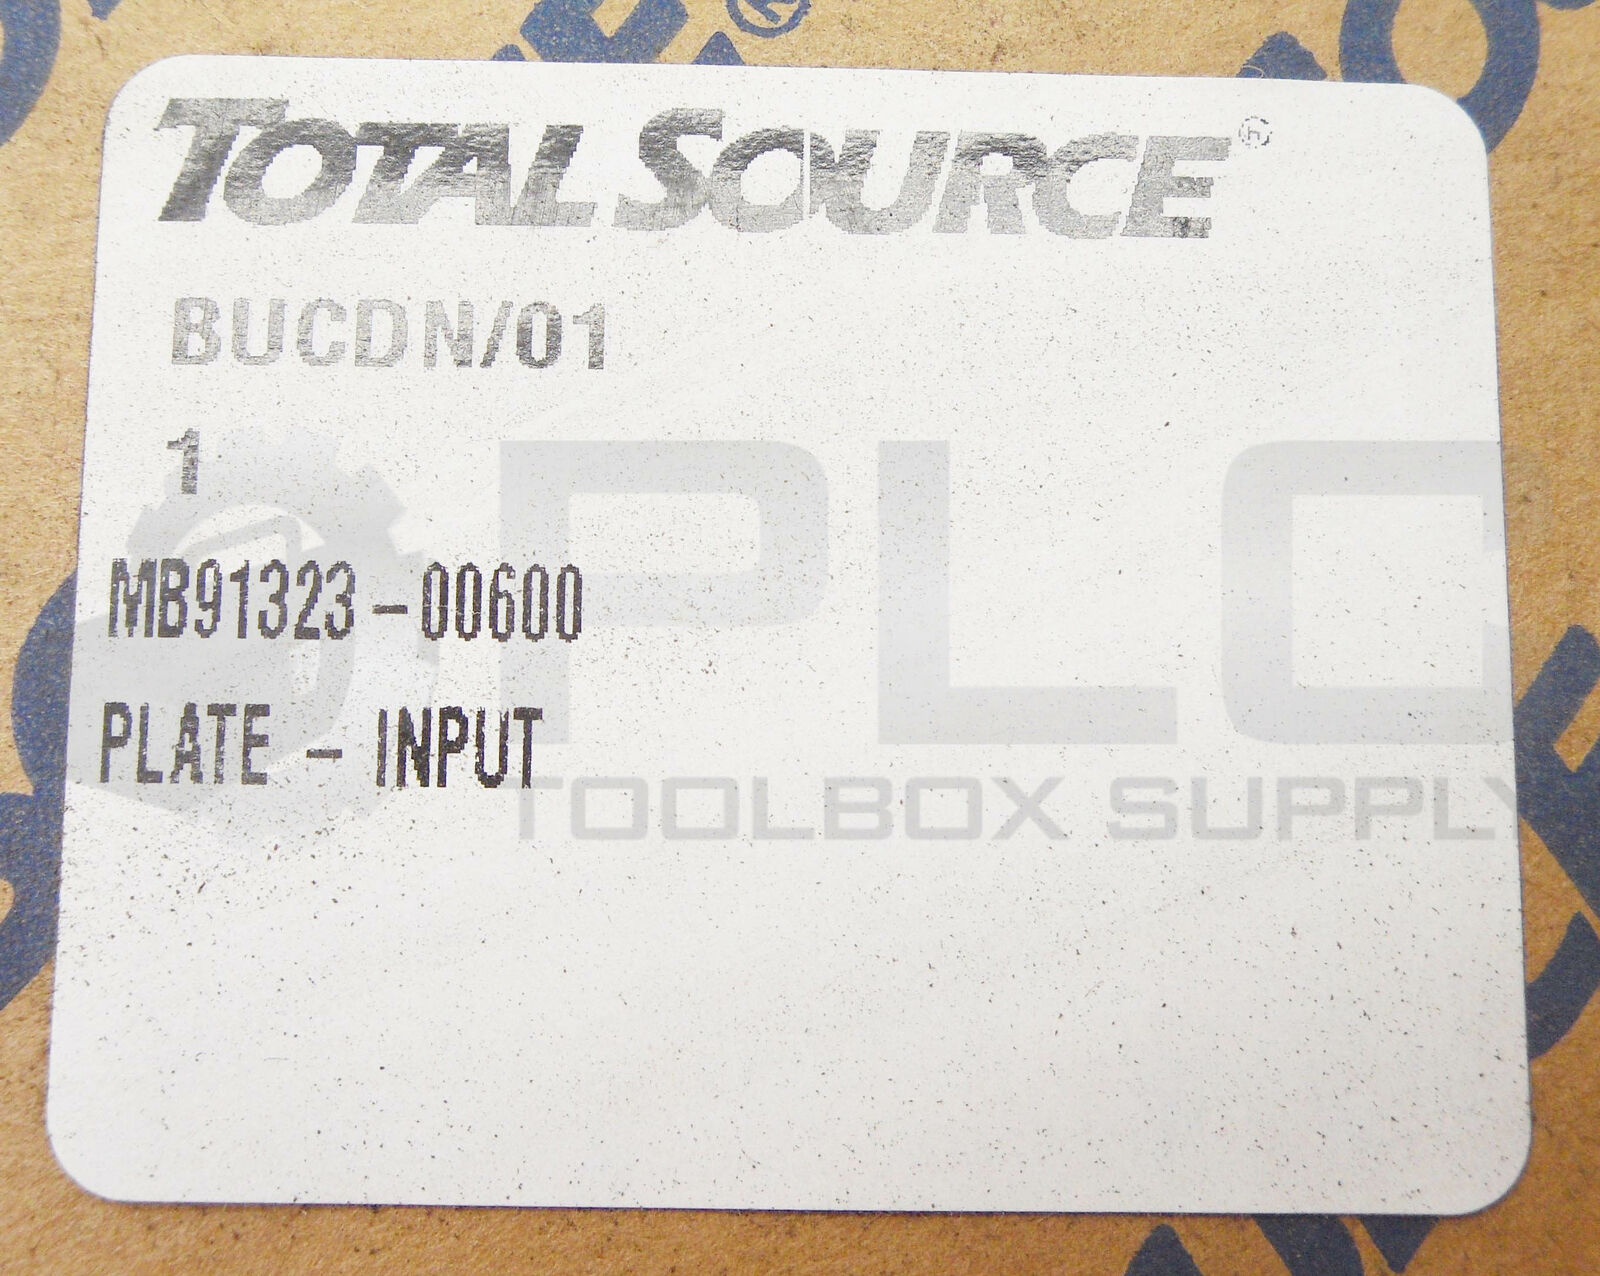 TOTAL SOURCE®
BUCDN/01
1
MB91323-00600
PLATE - INPUT
PLC
TOOLBOX SUPPLY